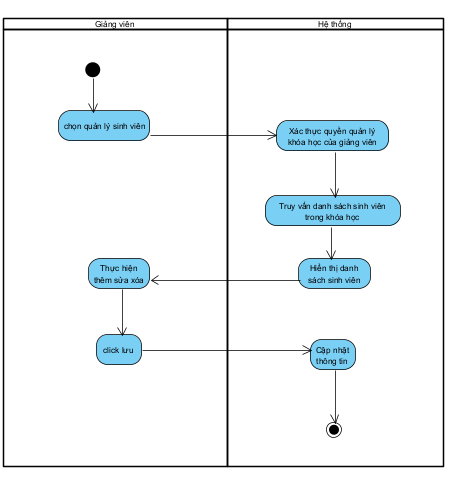 Giảng viên
Hệ thống
chọn quản lý sinh viên
Xác thực quyền quản lý
khóa học của giảng viên
Truy vấn danh sách sinh viên
trong khóa học
Hiển thị danh
sách sinh viên
Thực hiện
thêm sửa xóa
click lưu
Cập nhật
thông tin